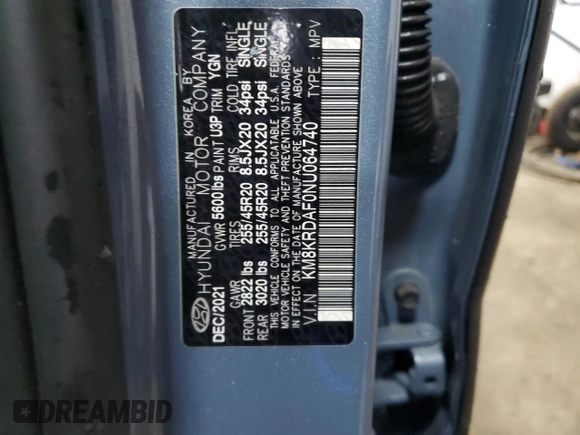 MANUFACTURED IN KOREA BY
HYUNDAI MOTOR COMPANY
DEC/2021 GVWR 5600 lbs PAINT U3P TRIM YGN
GAWR TIRES RIMS COLD TIRE INFL.
FRONT 2822 lbs 255/45R20 8.5JX20 34psi SINGLE
REAR 3020 lbs 255/45R20 8.5JX20 34psi SINGLE
THIS VEHICLE CONFORMS TO ALL APPLICABLE U.S.A. FEDERAL
MOTOR VEHICLE SAFETY, BUMPER, AND THEFT PREVENTION STANDARDS
IN EFFECT ON THE DATE OF MANUFACTURE SHOWN ABOVE
V.I.N : KM8KRDAF0NU064740 TYPE : MPV
DREAMBID